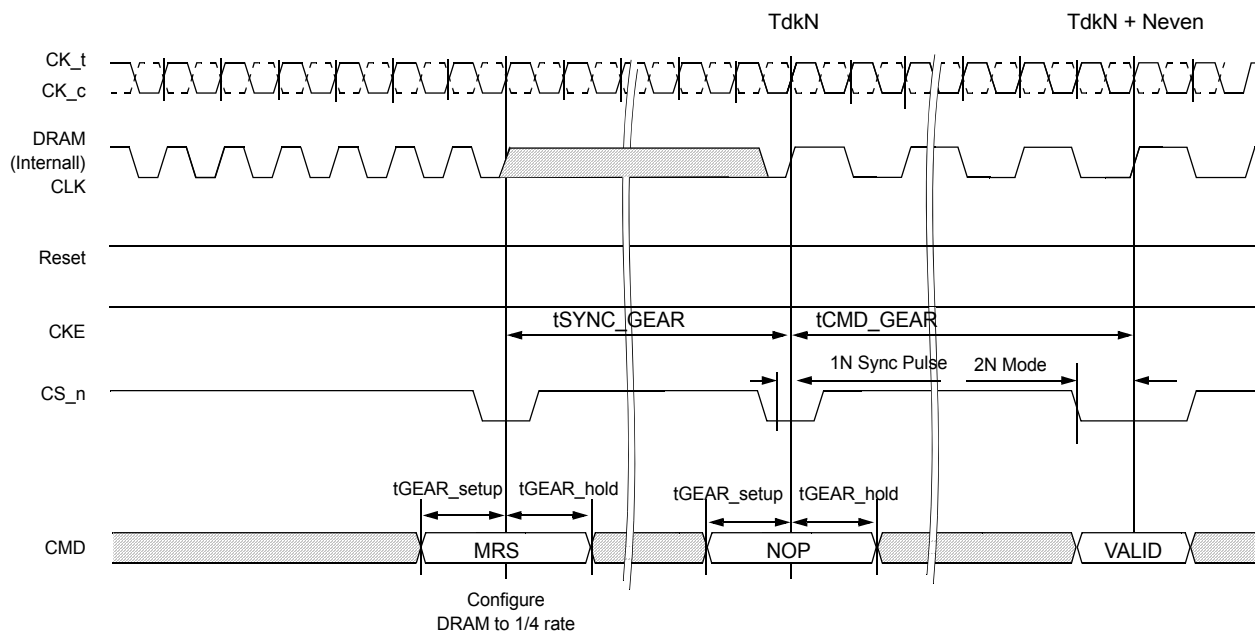 TdkN
TdkN + Neven
CK_t
CK_c
DRAM
(Internall)
CLK
Reset
CKE
tSYNC_GEAR
tCMD_GEAR
1N Sync Pulse
2N Mode
CS_n
tGEAR_setup
tGEAR_hold
tGEAR_setup
tGEAR_hold
CMD
MRS
NOP
VALID
Configure
DRAM to 1/4 rate